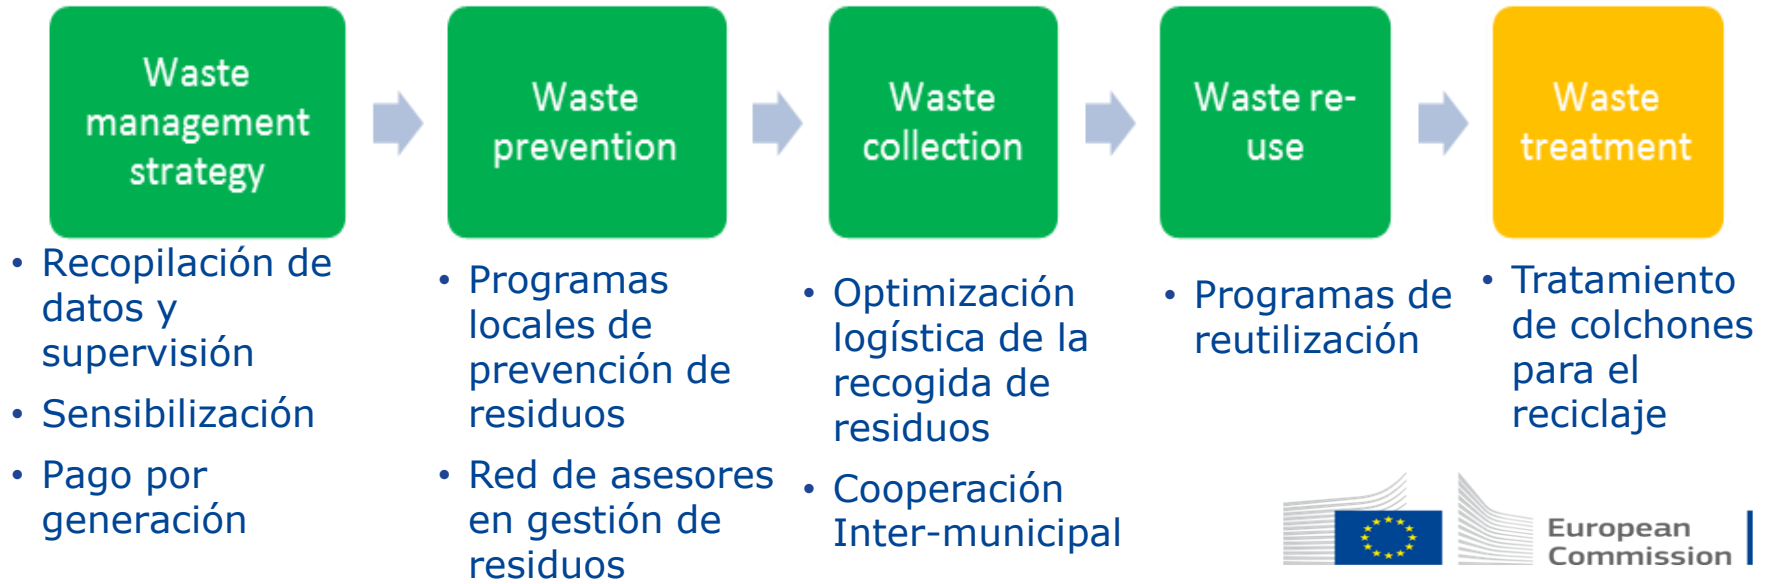 Waste
management
strategy
Waste
prevention
Waste
collection
Waste re-
use
Waste
treatment
• Recopilación de
datos y
supervisión
• Sensibilización
• Pago por
generación
• Programas
locales de
prevención de
residuos
• Red de asesores
en gestión de
residuos
• Optimización
logística de la
recogida de
residuos
• Cooperación
Inter-municipal
• Programas de
reutilización
• Tratamiento
de colchones
para el
reciclaje
European
Commission